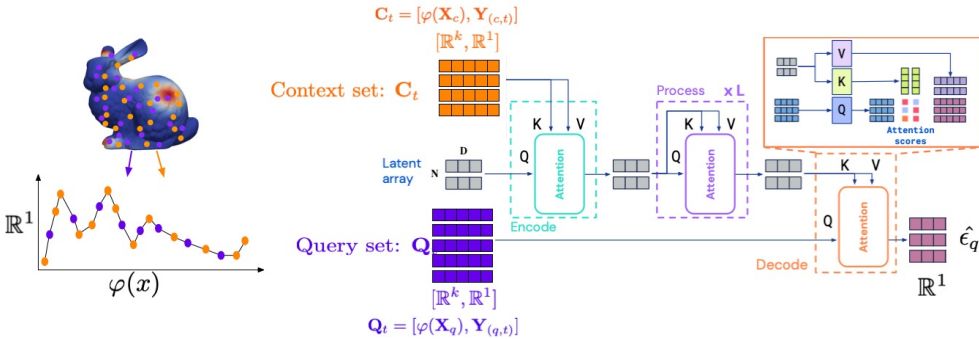 C_t = [φ(X_c), Y_(c,t)]
[ℝ^k, ℝ^1]
Context set: C_t
Process x L
V
K
Q
Attention
scores
K V
K V
D
Latent
array
N
Q
Attention
Q
Attention
K V
Encode
Q
Attention
ℝ^1
Query set: Q
Decode
ε̂_q
φ(x)
[ℝ^k, ℝ^1]
ℝ^1
Q_t = [φ(X_q), Y_(q,t)]